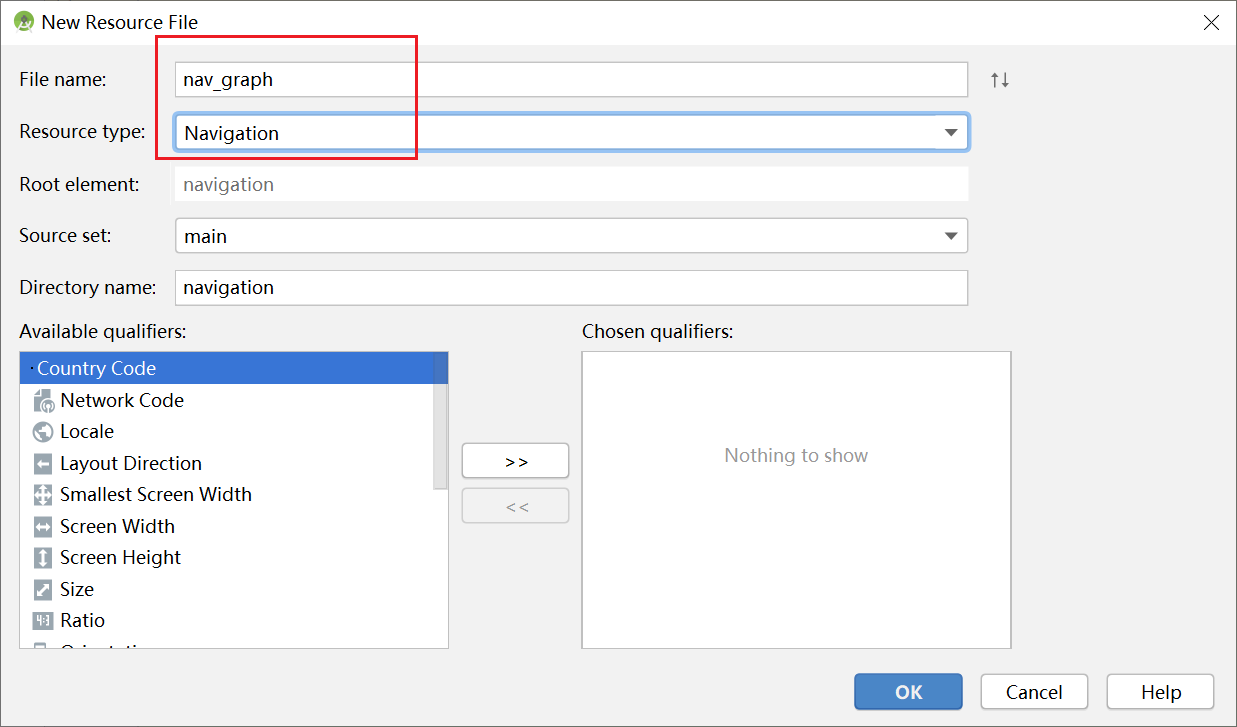 New Resource File
File name: nav_graph
Resource type: Navigation
Root element: navigation
Source set: main
Directory name: navigation
Available qualifiers: Chosen qualifiers:
Country Code
Network Code
Locale
Layout Direction
Nothing to show
>>
Smallest Screen Width
<<
Screen Width
Screen Height
Size
Ratio
OK Cancel Help